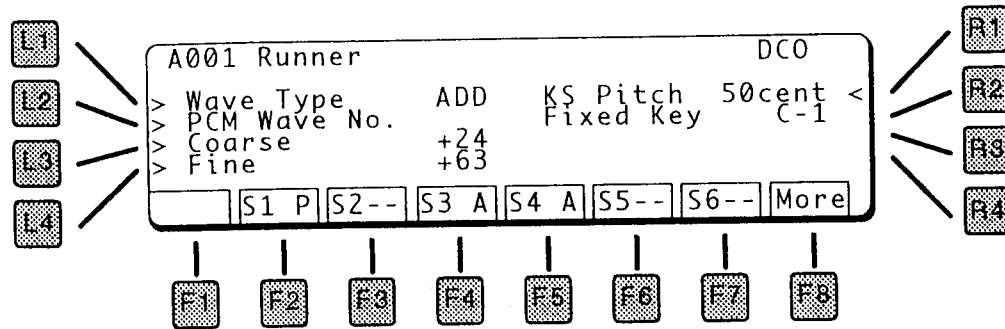 L1
L2
L3
L4
A001 Runner DCO
> Wave Type ADD KS Pitch 50cent <
> PCM Wave No. Fixed Key C-1
> Coarse +24
> Fine +63
S1 P S2-- S3 A S4 A S5-- S6-- More
R1
R2
R3
R4
F1 F2 F3 F4 F5 F6 F7 F8